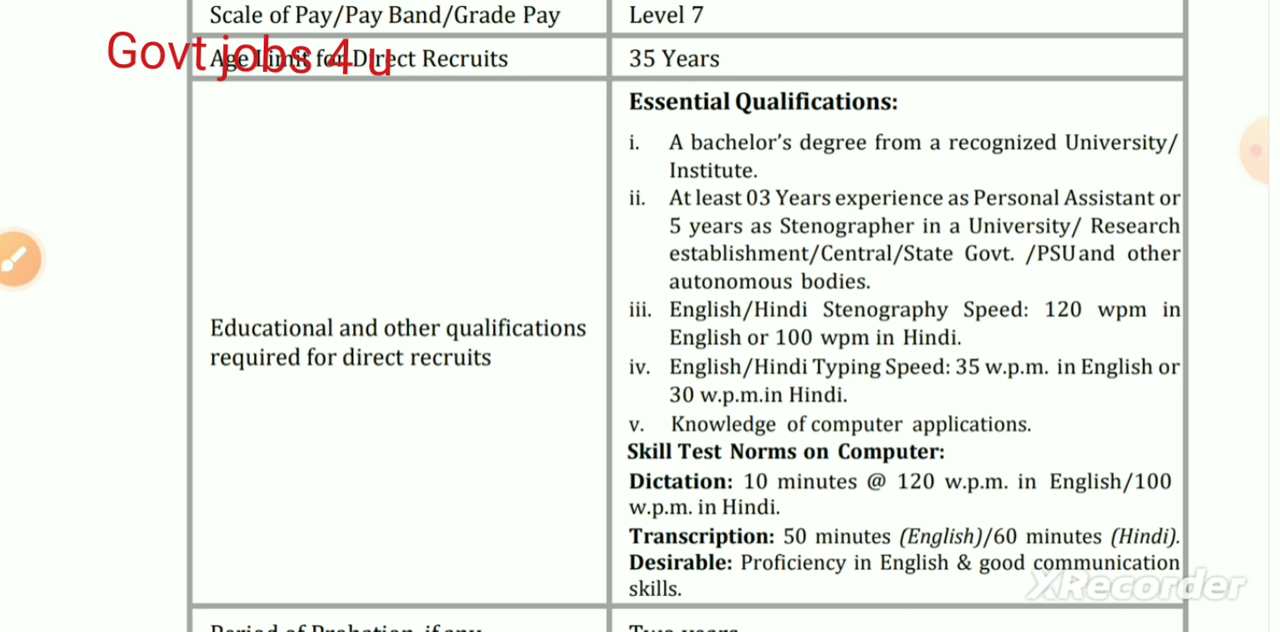 Scale of Pay/Pay Band/Grade Pay Level 7
Govt jobs 4 u
Age Limit for Direct Recruits 35 Years
Essential Qualifications:
i. A bachelor's degree from a recognized University/
Institute.
ii. At least 03 Years experience as Personal Assistant or
5 years as Stenographer in a University/ Research
establishment/Central/State Govt. /PSU and other
autonomous bodies.
iii. English/Hindi Stenography Speed: 120 wpm in
English or 100 wpm in Hindi.
Educational and other qualifications
required for direct recruits
iv. English/Hindi Typing Speed: 35 w.p.m. in English or
30 w.p.m.in Hindi.
v. Knowledge of computer applications.
Skill Test Norms on Computer:
Dictation: 10 minutes @ 120 w.p.m. in English/100
w.p.m. in Hindi.
Transcription: 50 minutes (English)/60 minutes (Hindi).
Desirable: Proficiency in English & good communication
skills.
XRecorder
Period of Probation, if any Two years